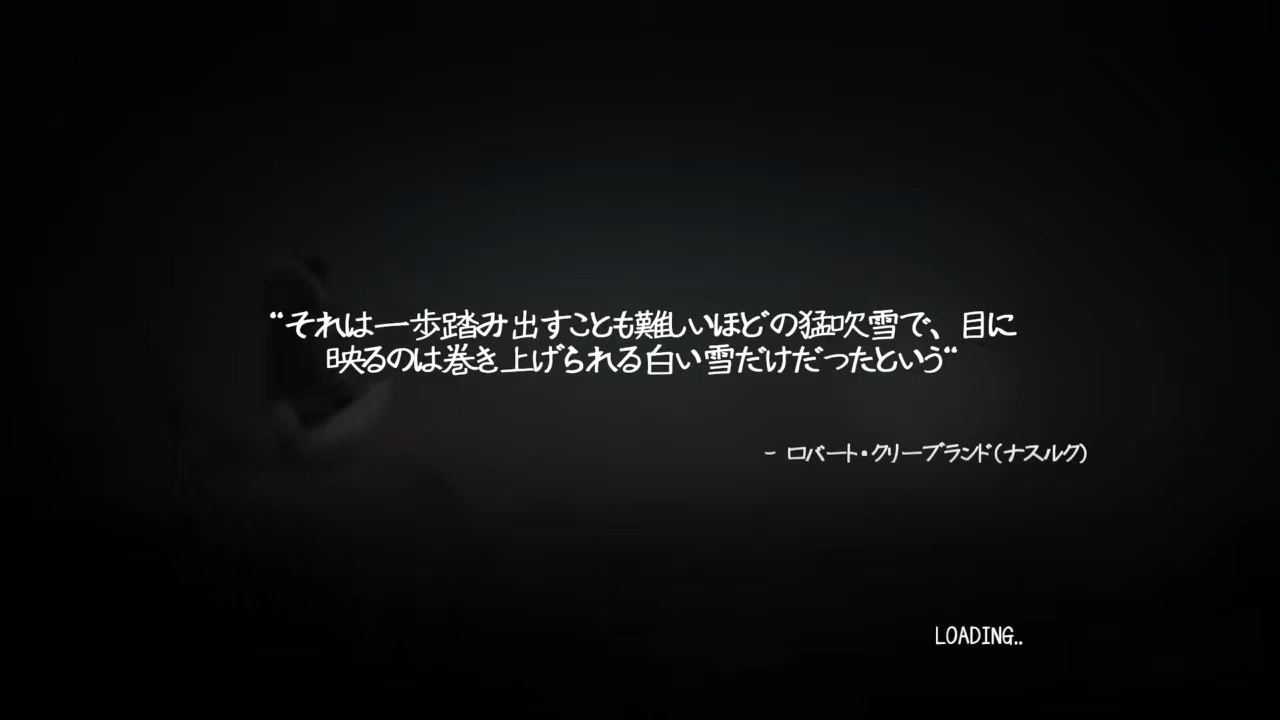 “それは一歩踏み出すことも難しいほどの猛吹雪で、目に
映るのは巻き上げられる白い雪だけだったという“
- ロバート・クリーブランド(ナスルク)
LOADING..